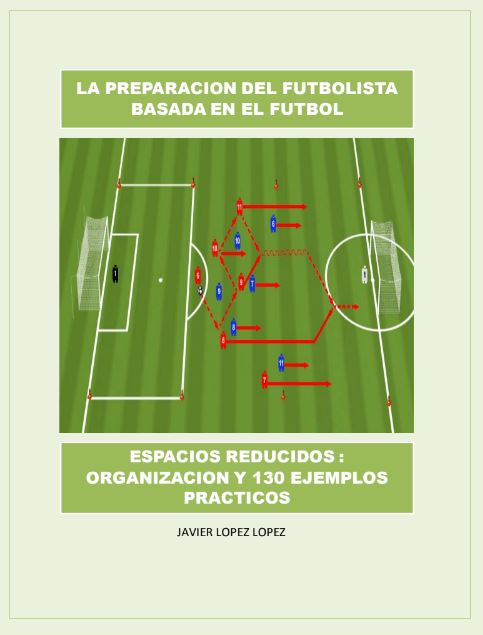 LA PREPARACION DEL FUTBOLISTA
BASADA EN EL FUTBOL
ESPACIOS REDUCIDOS :
ORGANIZACION Y 130 EJEMPLOS
PRACTICOS
JAVIER LOPEZ LOPEZ